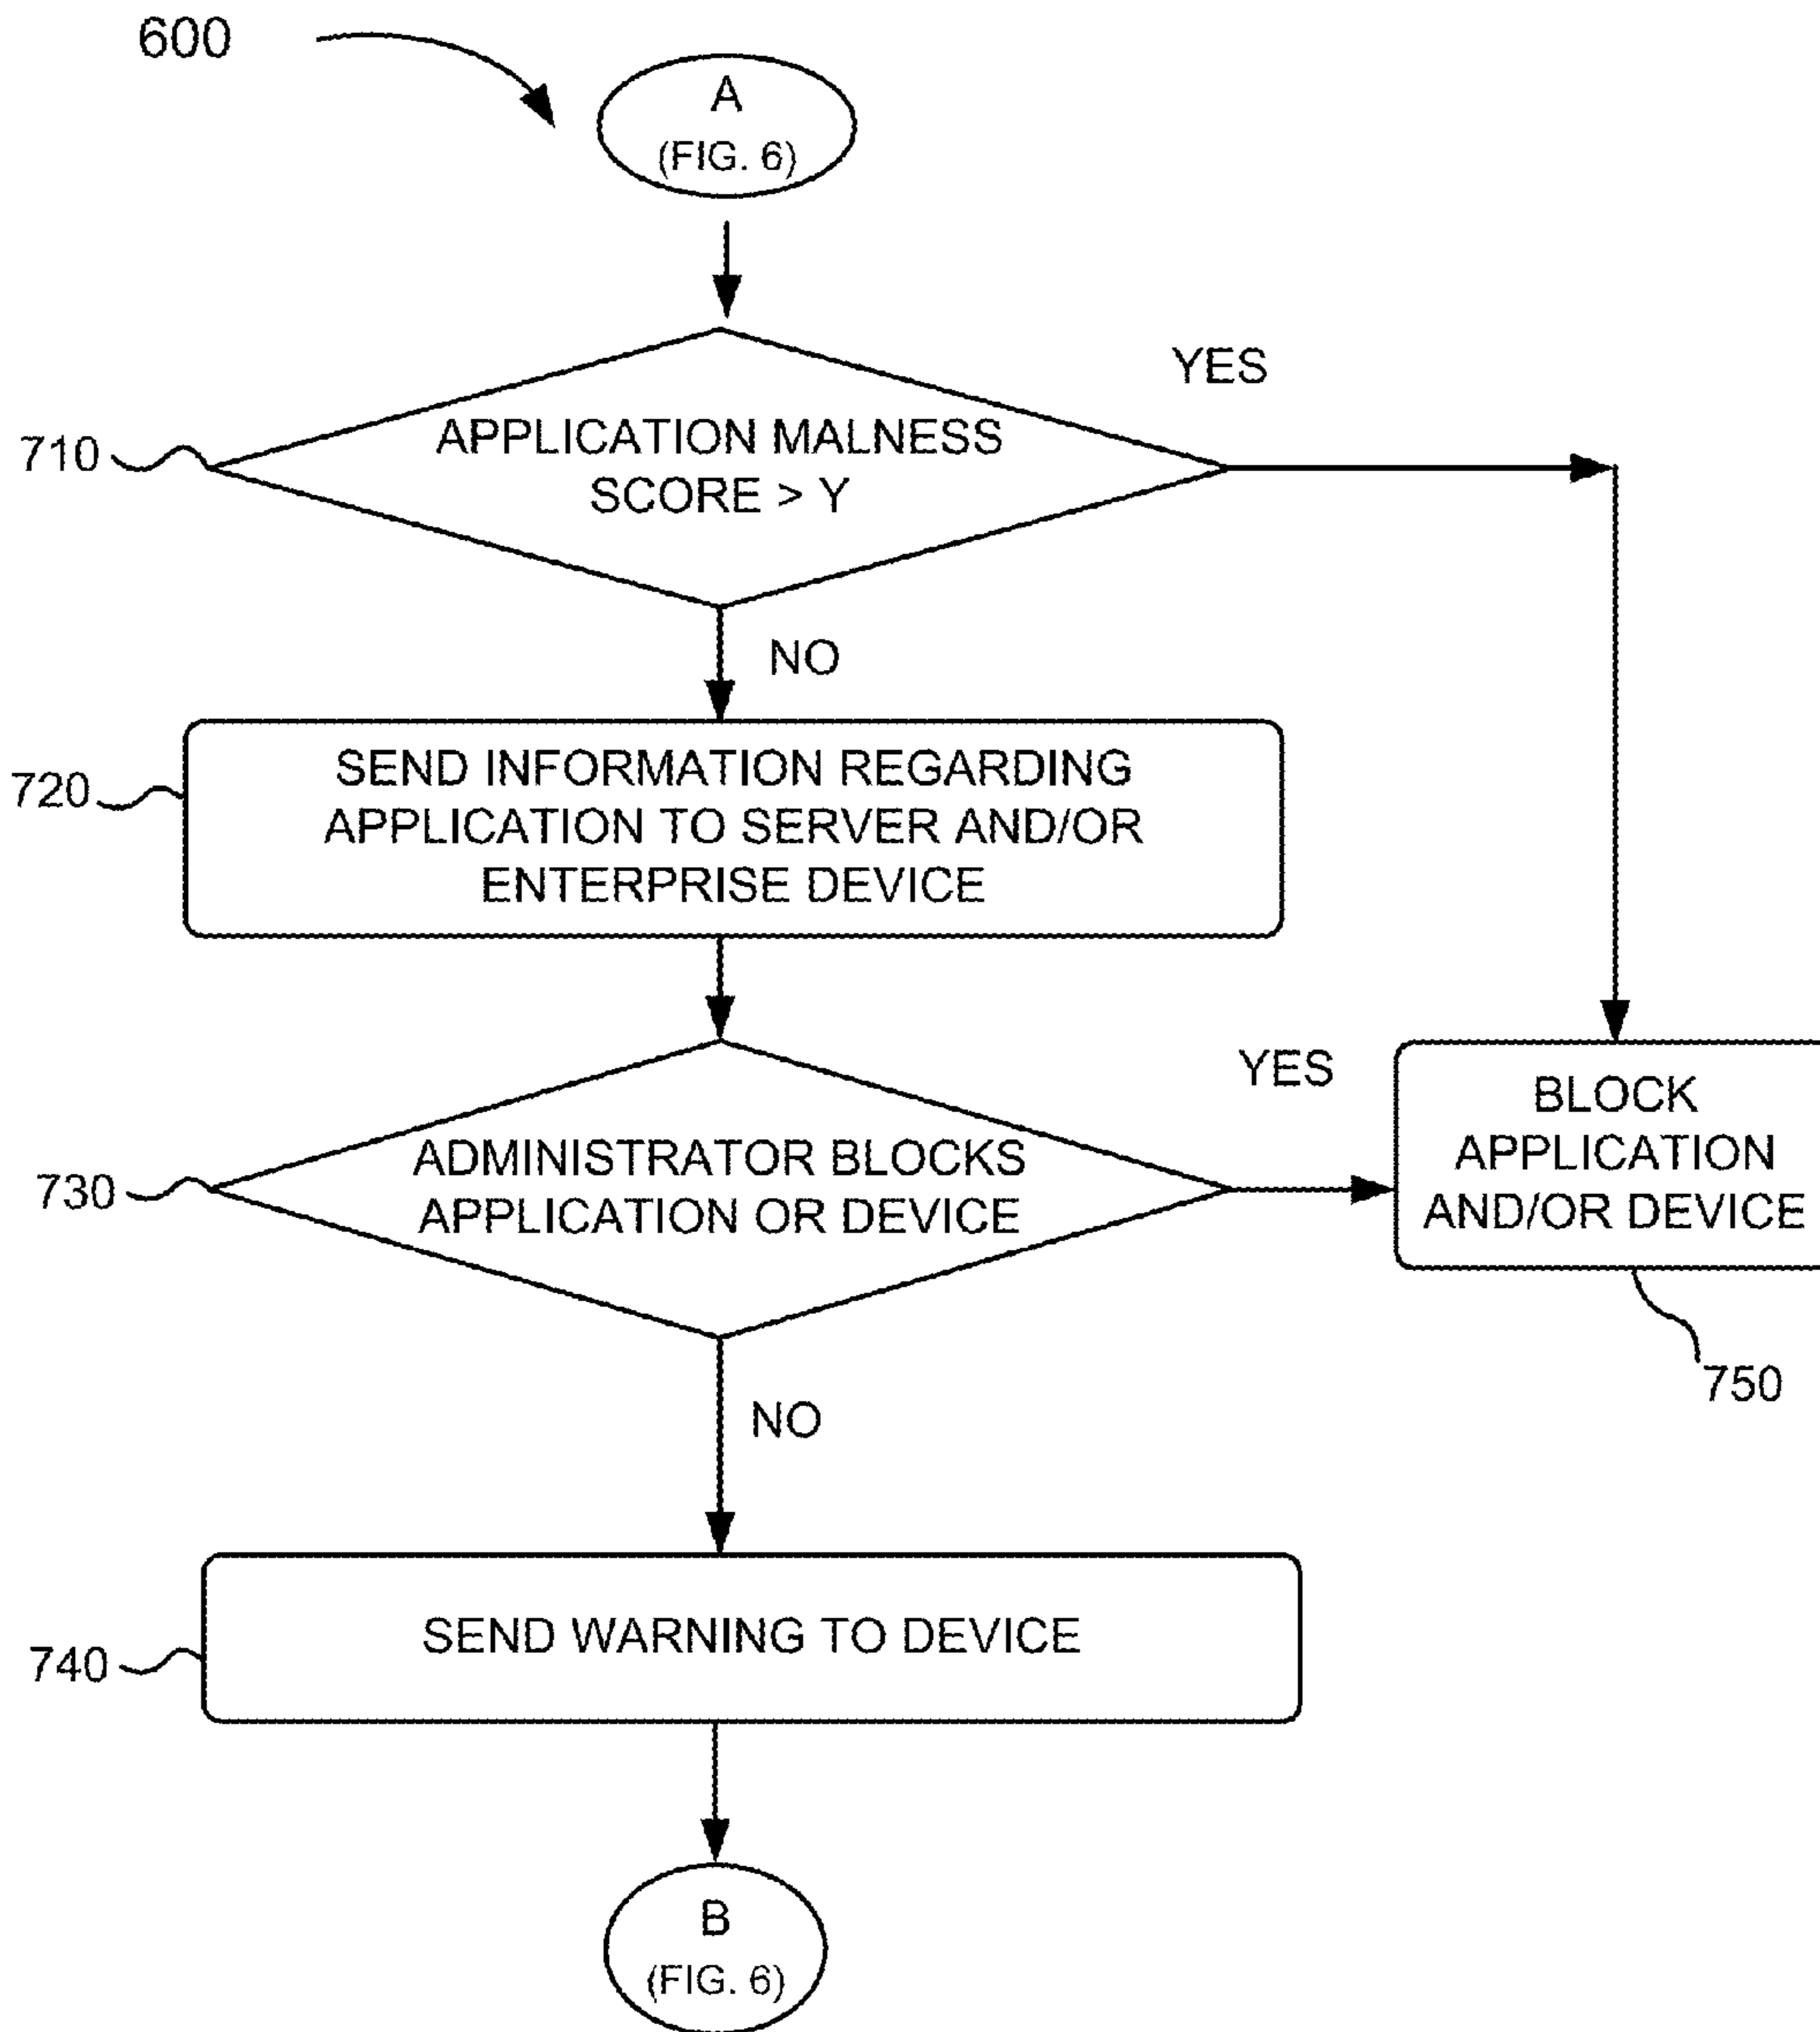 600
A
(FIG. 6)
YES
710
APPLICATION MALNESS
SCORE > Y
NO
720
SEND INFORMATION REGARDING
APPLICATION TO SERVER AND/OR
ENTERPRISE DEVICE
YES
730
ADMINISTRATOR BLOCKS
APPLICATION OR DEVICE
BLOCK
APPLICATION
AND/OR DEVICE
750
NO
740
SEND WARNING TO DEVICE
B
(FIG. 6)